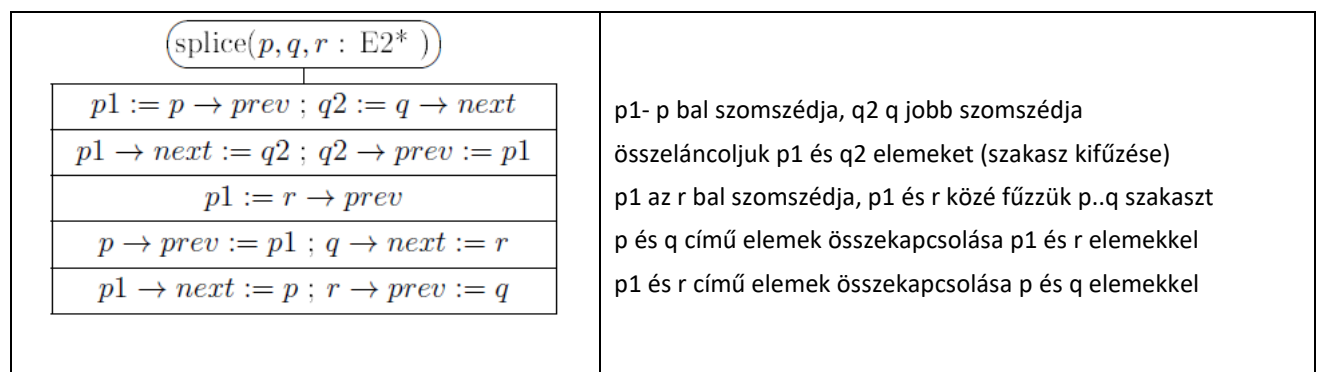 splice(p, q, r : E2* )
p1 := p → prev ; q2 := q → next
p1 → next := q2 ; q2 → prev := p1
p1 := r → prev
p → prev := p1 ; q → next := r
p1 → next := p ; r → prev := q
p1- p bal szomszédja, q2 q jobb szomszédja
összeláncoljuk p1 és q2 elemeket (szakasz kifűzése)
p1 az r bal szomszédja, p1 és r közé fűzzük p..q szakaszt
p és q című elemek összekapcsolása p1 és r elemekkel
p1 és r című elemek összekapcsolása p és q elemekkel